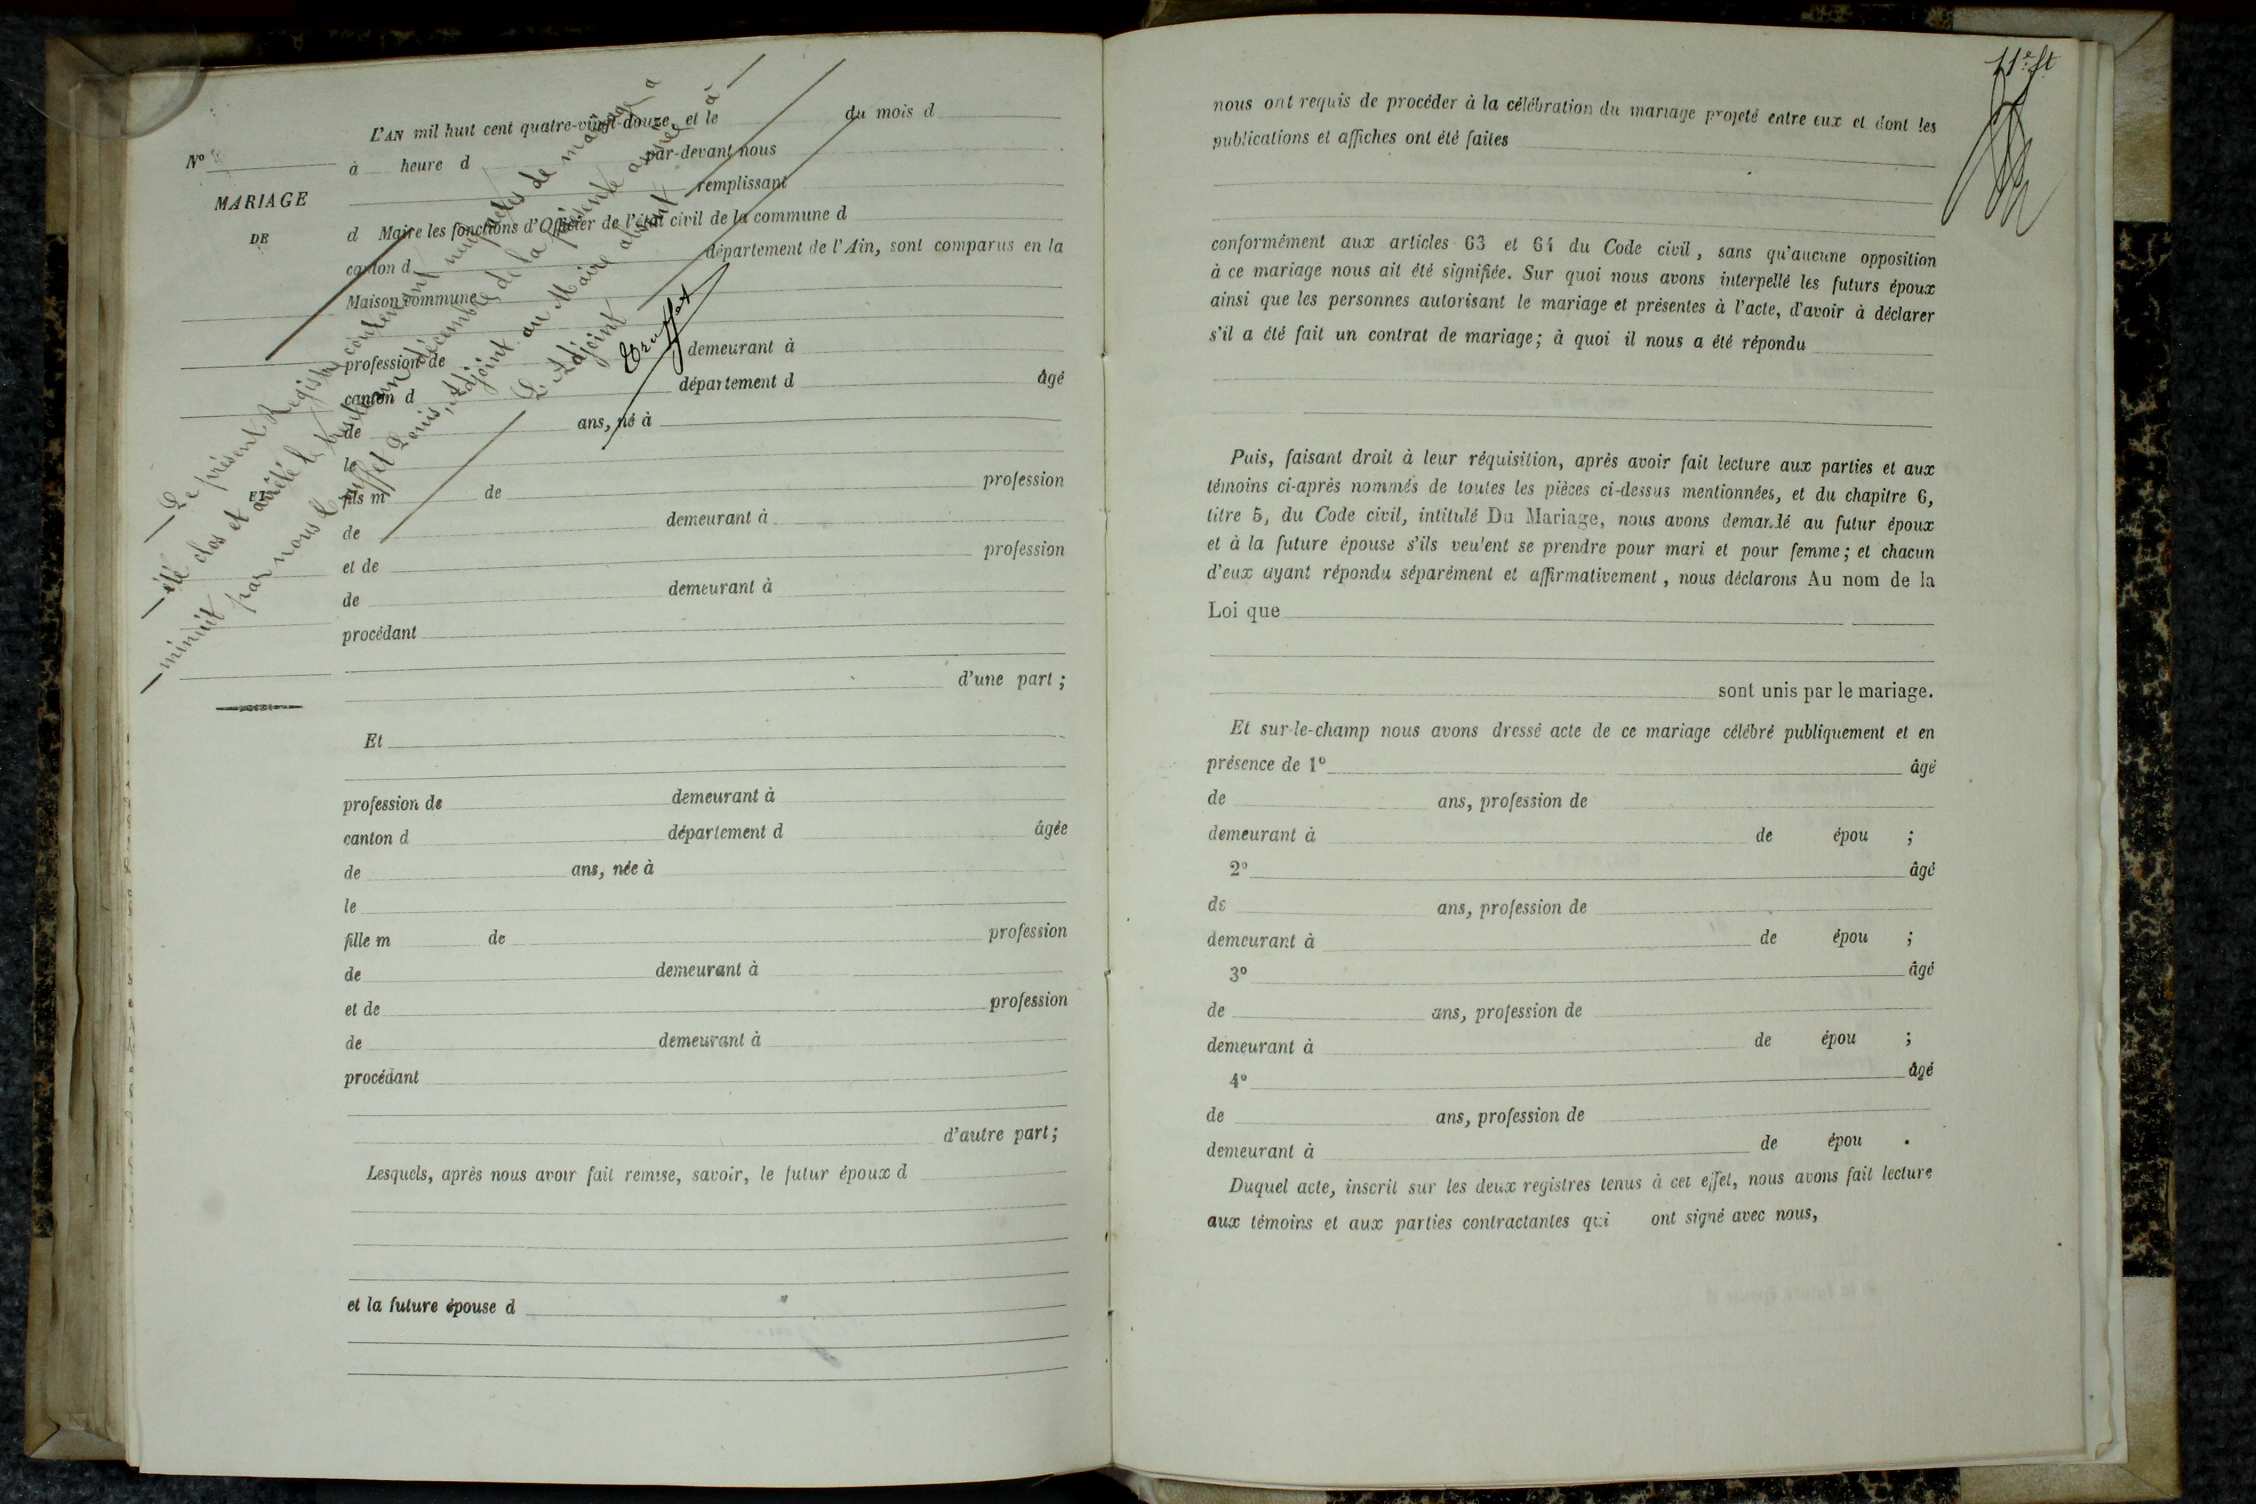 Le présent Registre contenant neuf actes de mariage a
été clos et arrêté le trente un décembre de la présente année à
minuit par nous Truffet Louis, Adjoint au Maire absent.
L'Adjoint
Truffet
N°
MARIAGE
DE
ET
L'AN mil huit cent quatre-vingt-douze, et le du mois d
à heure d par-devant nous
remplissant
d Maire les fonctions d'Officier de l'état civil de la commune d
canton d département de l'Ain, sont comparus en la
Maison commune
profession de demeurant à
canton d département d âgé
de ans, né à
le
fils m de profession
de demeurant à
et de profession
de demeurant à
procédant
d'une part ;
Et
profession de demeurant à
canton d département d âgée
de ans, née à
le
fille m de profession
de demeurant à
et de profession
de demeurant à
procédant
d'autre part ;
Lesquels, après nous avoir fait remise, savoir, le futur époux d
et la future épouse d
11e ft
nous ont requis de procéder à la célébration du mariage projeté entre eux et dont les
publications et affiches ont été faites
conformément aux articles 63 et 64 du Code civil, sans qu'aucune opposition
à ce mariage nous ait été signifiée. Sur quoi nous avons interpellé les futurs époux
ainsi que les personnes autorisant le mariage et présentes à l'acte, d'avoir à déclarer
s'il a été fait un contrat de mariage ; à quoi il nous a été répondu
Puis, faisant droit à leur réquisition, après avoir fait lecture aux parties et aux
témoins ci-après nommés de toutes les pièces ci-dessus mentionnées, et du chapitre 6,
titre 5, du Code civil, intitulé Du Mariage, nous avons demandé au futur époux
et à la future épouse s'ils veulent se prendre pour mari et pour femme ; et chacun
d'eux ayant répondu séparément et affirmativement, nous déclarons Au nom de la
Loi que
sont unis par le mariage.
Et sur-le-champ nous avons dressé acte de ce mariage célébré publiquement et en
présence de 1° âgé
de ans, profession de
demeurant à de épou ;
2° âgé
de ans, profession de
demeurant à de épou ;
3° âgé
de ans, profession de
demeurant à de épou ;
4° âgé
de ans, profession de
demeurant à de épou .
Duquel acte, inscrit sur les deux registres tenus à cet effet, nous avons fait lecture
aux témoins et aux parties contractantes qui ont signé avec nous,